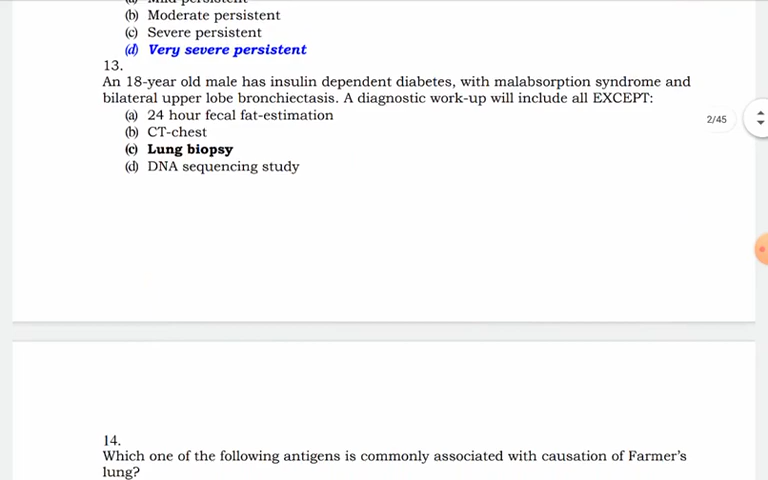 (b) Moderate persistent
(c) Severe persistent
(d) Very severe persistent
13.
An 18-year old male has insulin dependent diabetes, with malabsorption syndrome and
bilateral upper lobe bronchiectasis. A diagnostic work-up will include all EXCEPT:
(a) 24 hour fecal fat-estimation
2/45
(b) CT-chest
(c) Lung biopsy
(d) DNA sequencing study
14.
Which one of the following antigens is commonly associated with causation of Farmer's
lung?